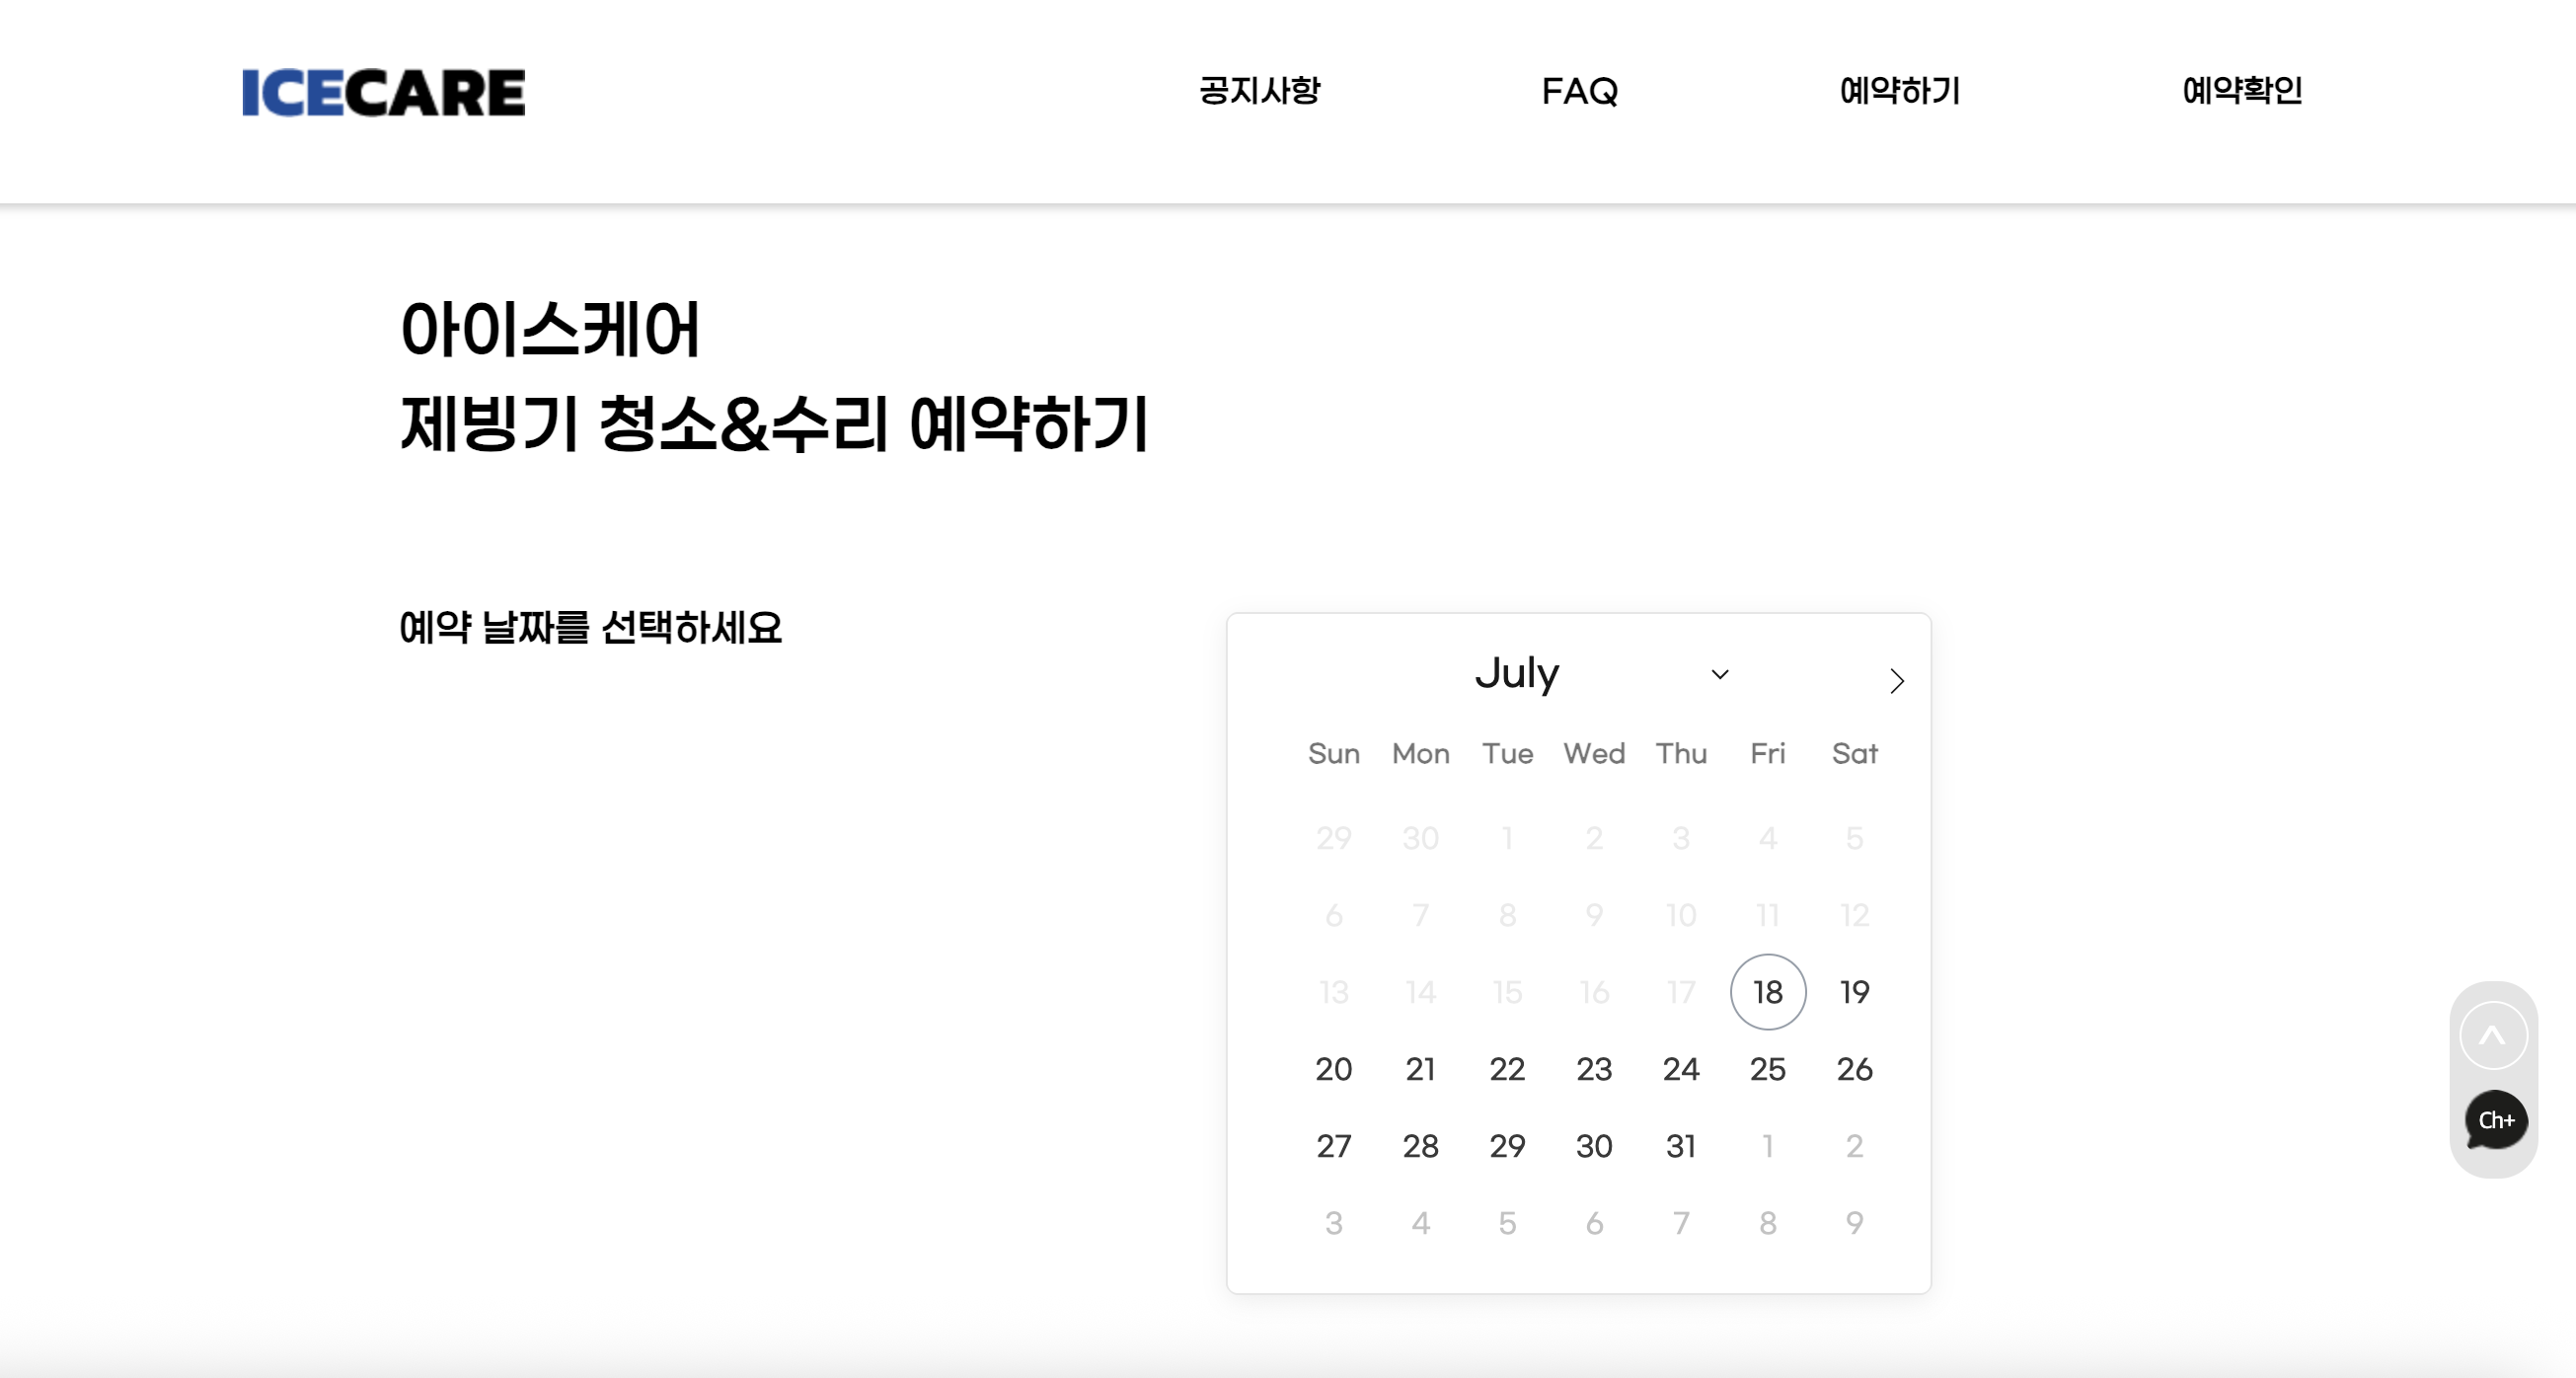 ICECARE 공지사항 FAQ 예약하기 예약확인
아이스케어
제빙기 청소&수리 예약하기
예약 날짜를 선택하세요
July
Sun Mon Tue Wed Thu Fri Sat
29 30 1 2 3 4 5
6 7 8 9 10 11 12
13 14 15 16 17 18 19
20 21 22 23 24 25 26
27 28 29 30 31 1 2
3 4 5 6 7 8 9
Ch+